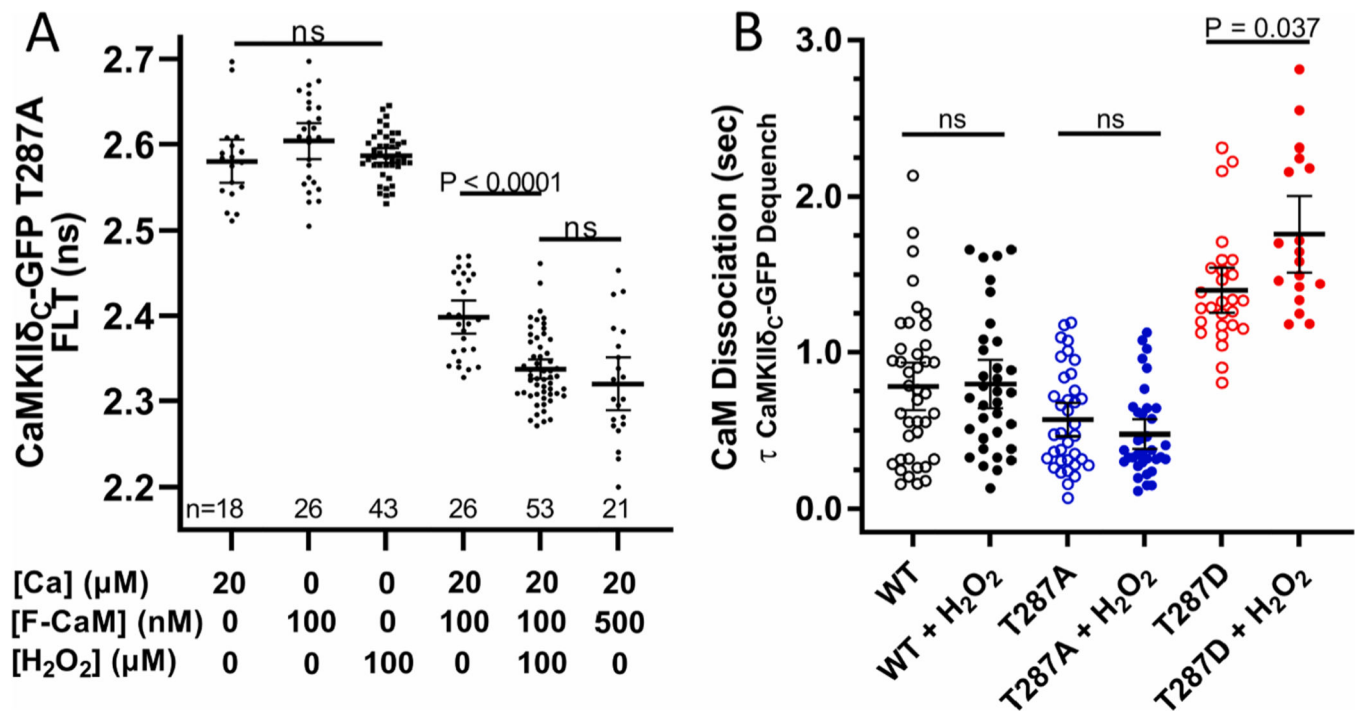 A
CaMKIIδC-GFP T287A
FLT (ns)
2.7
2.6
2.5
2.4
2.3
2.2
ns
P < 0.0001
ns
n=18 26 43 26 53 21
[Ca] (µM) 20 0 0 20 20 20
[F-CaM] (nM) 0 100 0 100 100 500
[H₂O₂] (µM) 0 0 100 0 100 0
B
CaM Dissociation (sec)
τ CaMKIIδC-GFP Dequench
3.0
2.0
1.0
0.0
ns
ns
P = 0.037
WT
WT + H₂O₂
T287A
T287A + H₂O₂
T287D
T287D + H₂O₂